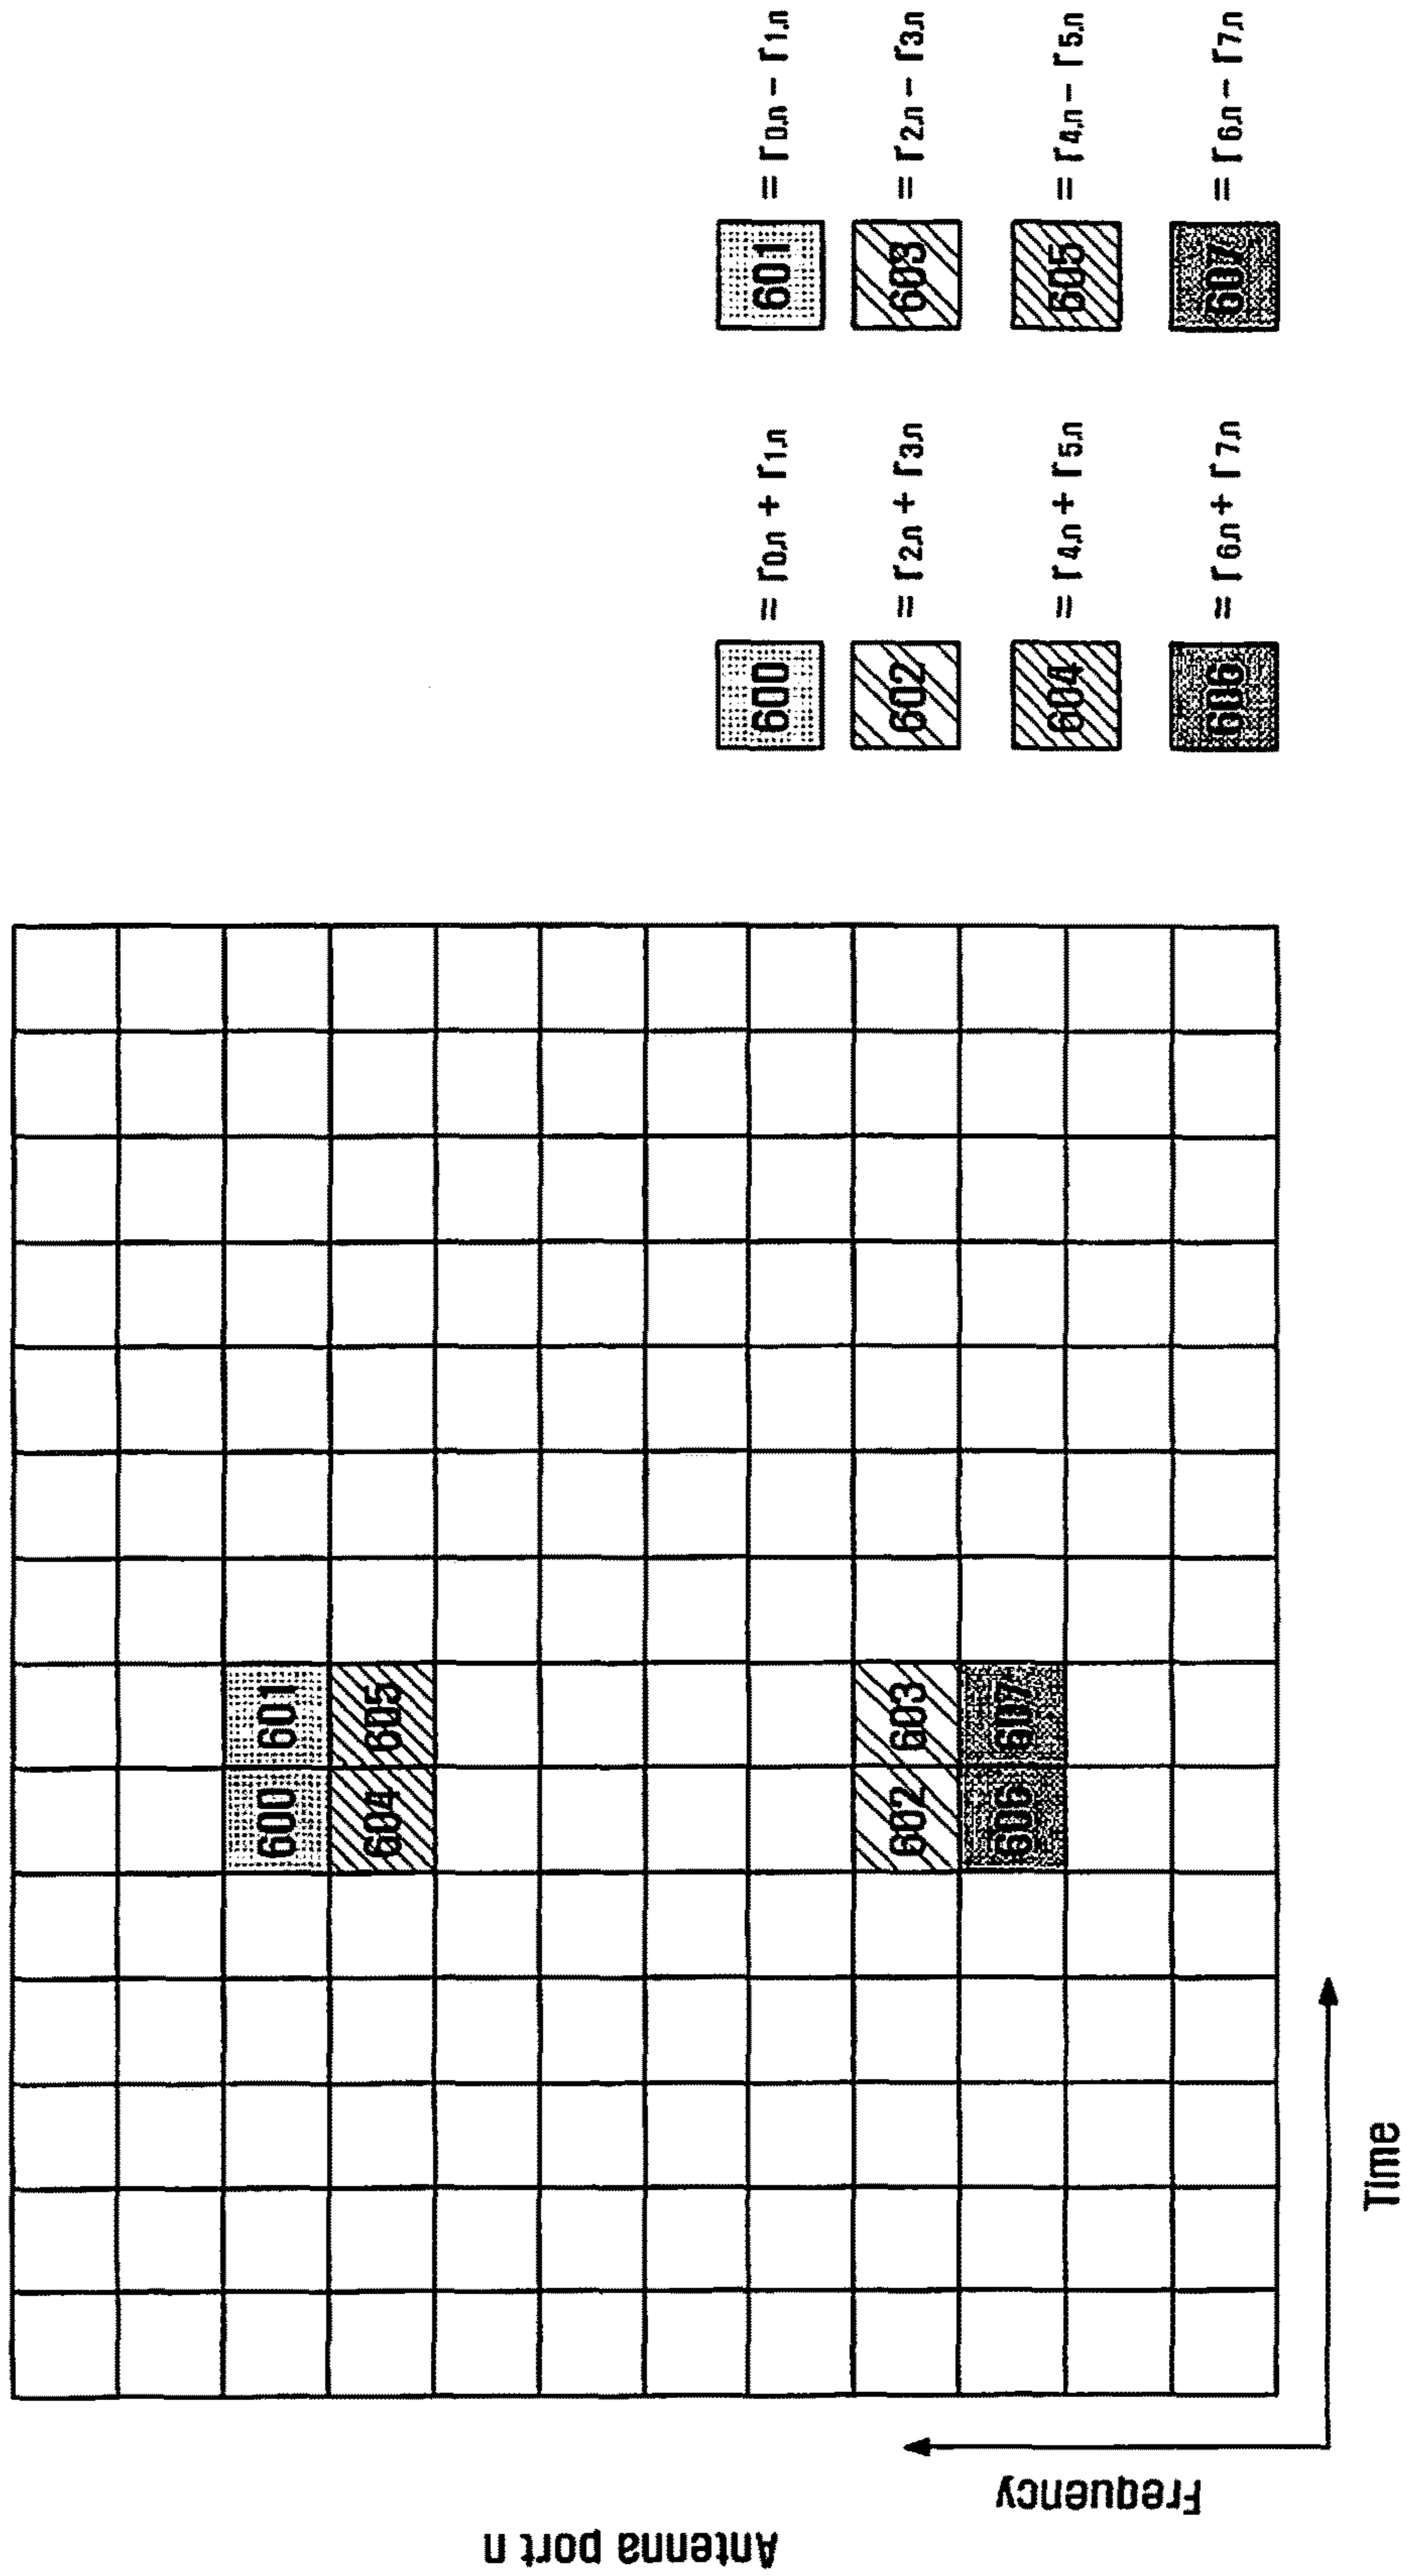 Antenna port n
Frequency
Time
600 601
604 605
602 603
606 607
600 = r0,n + r1,n
601 = r0,n − r1,n
602 = r2,n + r3,n
603 = r2,n − r3,n
604 = r4,n + r5,n
605 = r4,n − r5,n
606 = r6,n + r7,n
607 = r6,n − r7,n